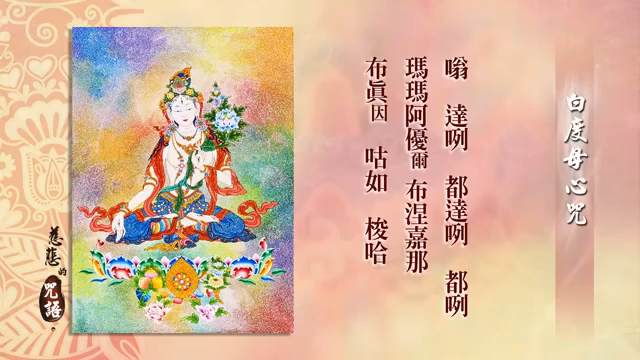 白度母心咒
嗡 達咧 都達咧 都咧
瑪瑪阿優爾 布涅嘉那
布眞因 咕如 梭哈
慈悲的咒語。